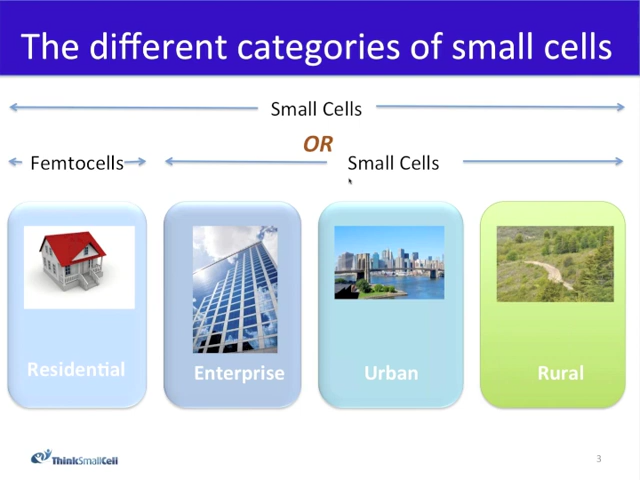 The different categories of small cells
Small Cells
OR
Femtocells
Small Cells
Residential
Enterprise
Urban
Rural
ThinkSmallCell
3